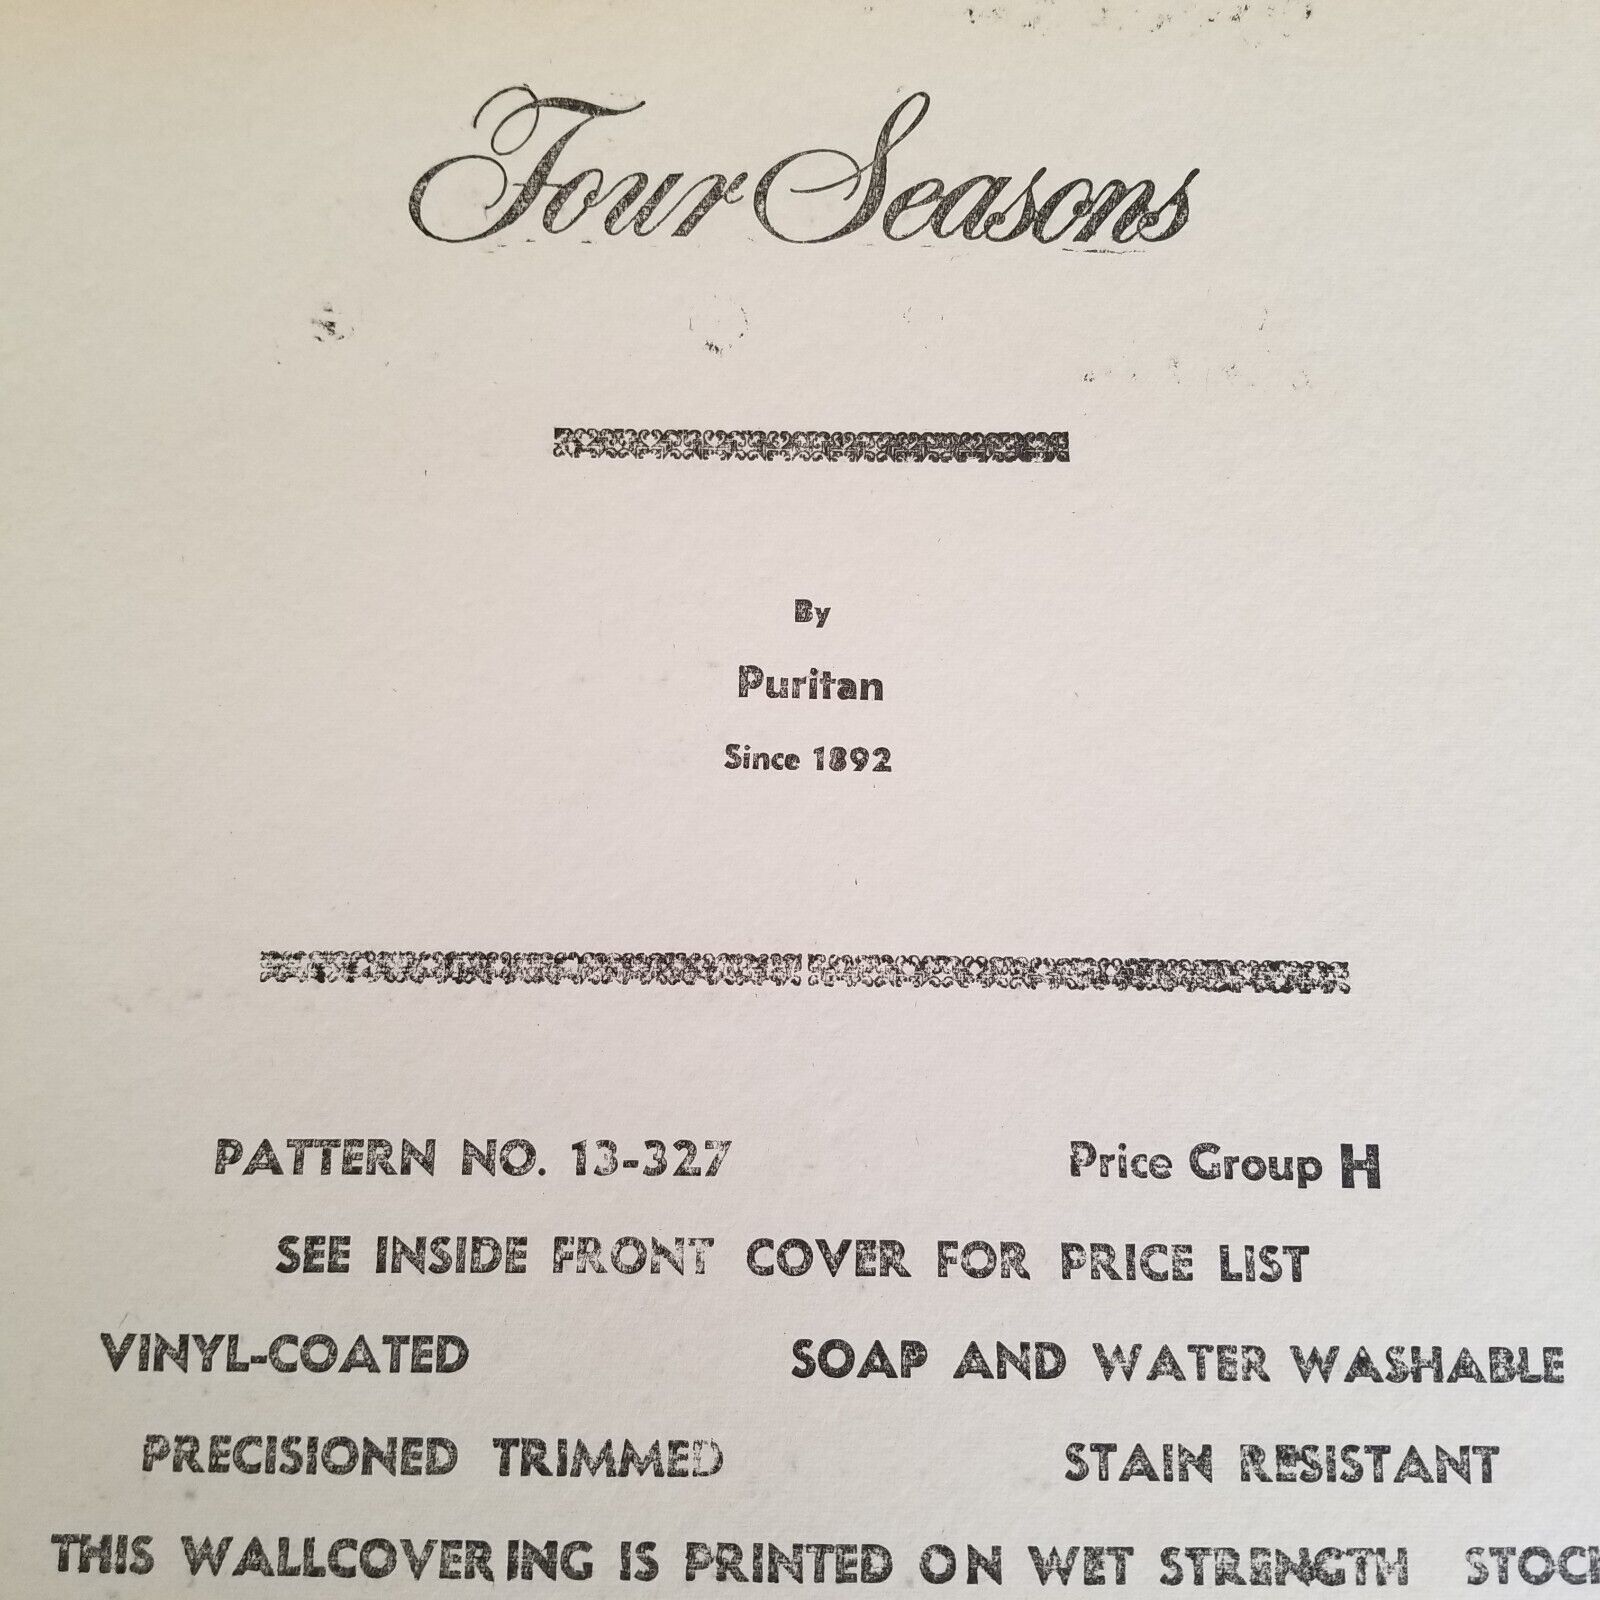 Four Seasons
By
Puritan
Since 1892
PATTERN NO. 13-327 Price Group H
SEE INSIDE FRONT COVER FOR PRICE LIST
VINYL-COATED SOAP AND WATER WASHABLE
PRECISIONED TRIMMED STAIN RESISTANT
THIS WALLCOVERING IS PRINTED ON WET STRENGTH STOC